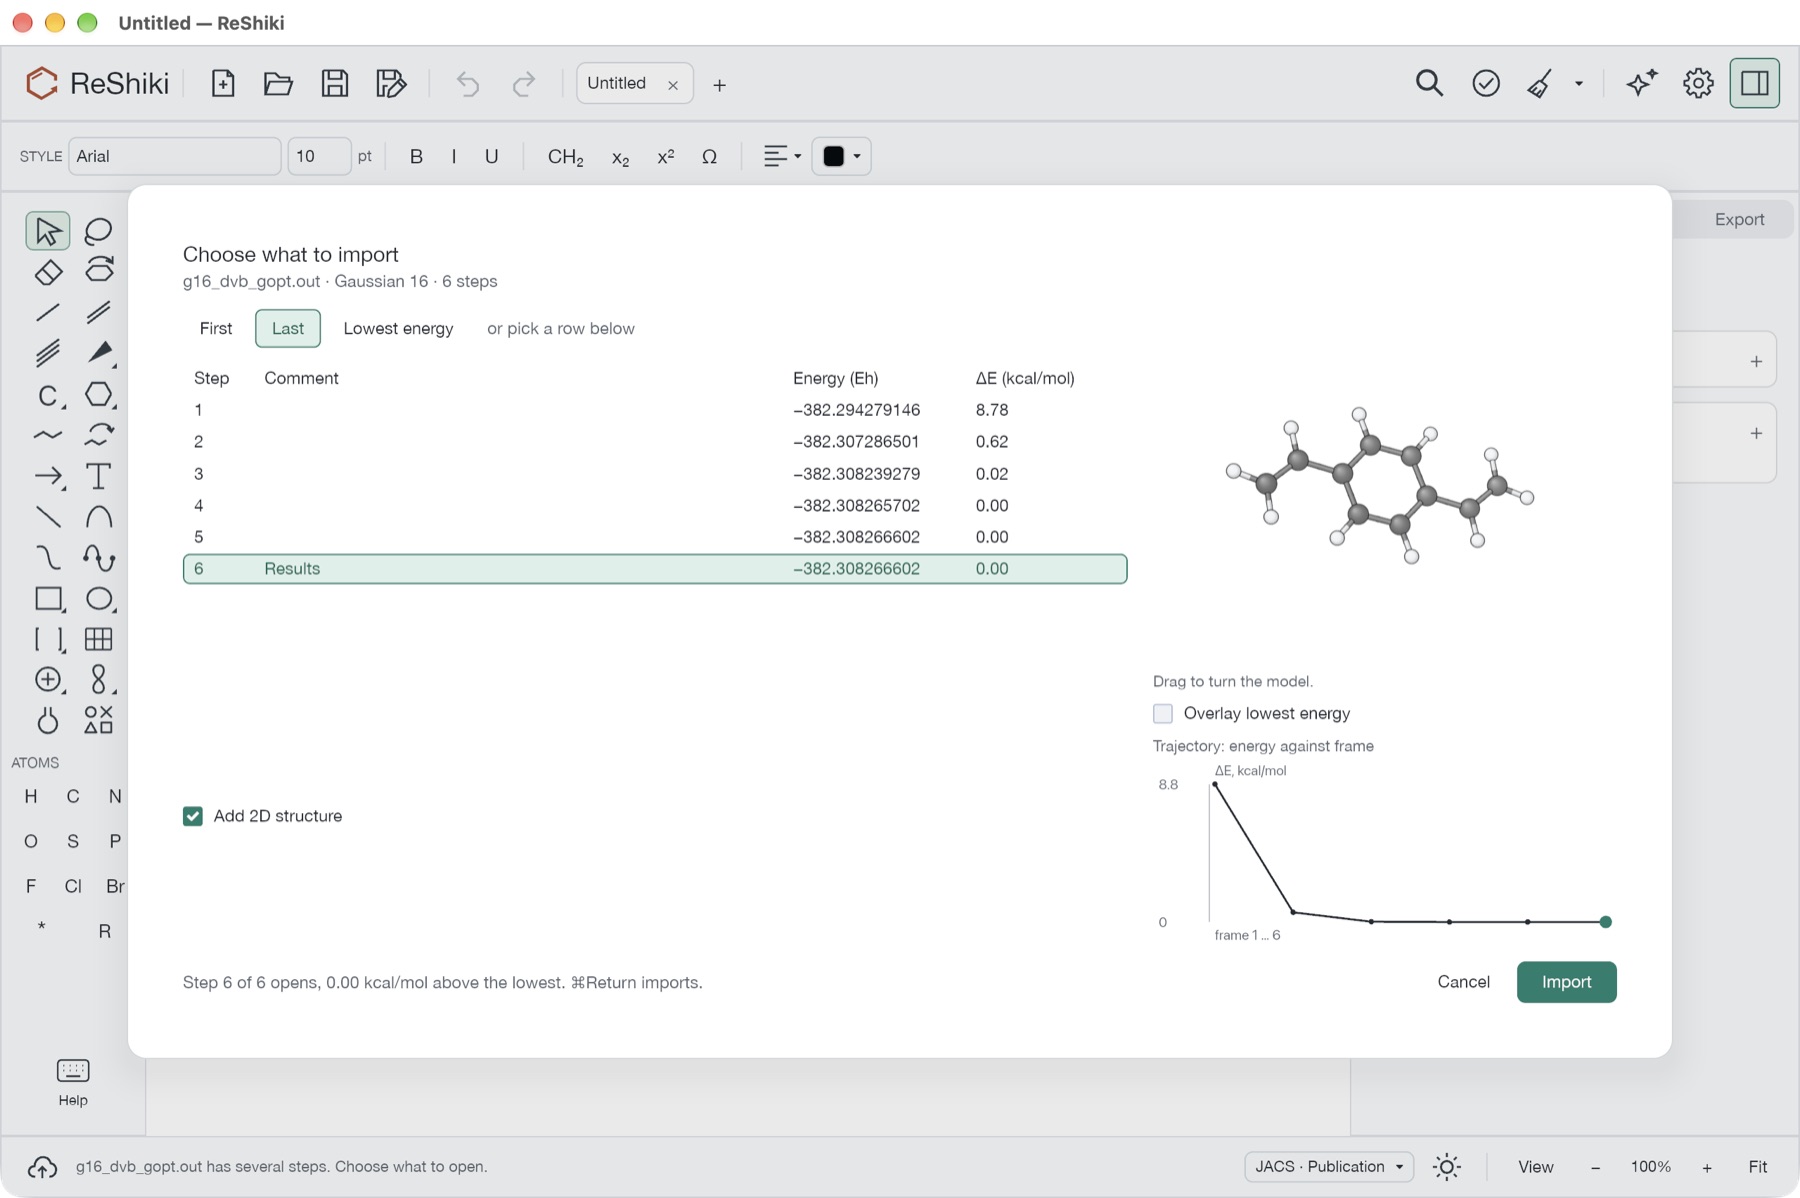 Untitled — ReShiki
ReShiki
Untitled × +
STYLE Arial 10 pt B I U CH₂ x₂ x² Ω
Export
Choose what to import
g16_dvb_gopt.out · Gaussian 16 · 6 steps
First Last Lowest energy or pick a row below
Step Comment Energy (Eh) ΔE (kcal/mol)
1 −382.294279146 8.78
2 −382.307286501 0.62
3 −382.308239279 0.02
4 −382.308265702 0.00
5 −382.308266602 0.00
6 Results −382.308266602 0.00
C
T
Drag to turn the model.
Overlay lowest energy
Trajectory: energy against frame
ΔE, kcal/mol
8.8
0
frame 1 ... 6
Add 2D structure
ATOMS
H C N
O S P
F Cl Br
* R
Step 6 of 6 opens, 0.00 kcal/mol above the lowest. ⌘Return imports.
Cancel Import
Help
g16_dvb_gopt.out has several steps. Choose what to open.
JACS · Publication View − 100% + Fit